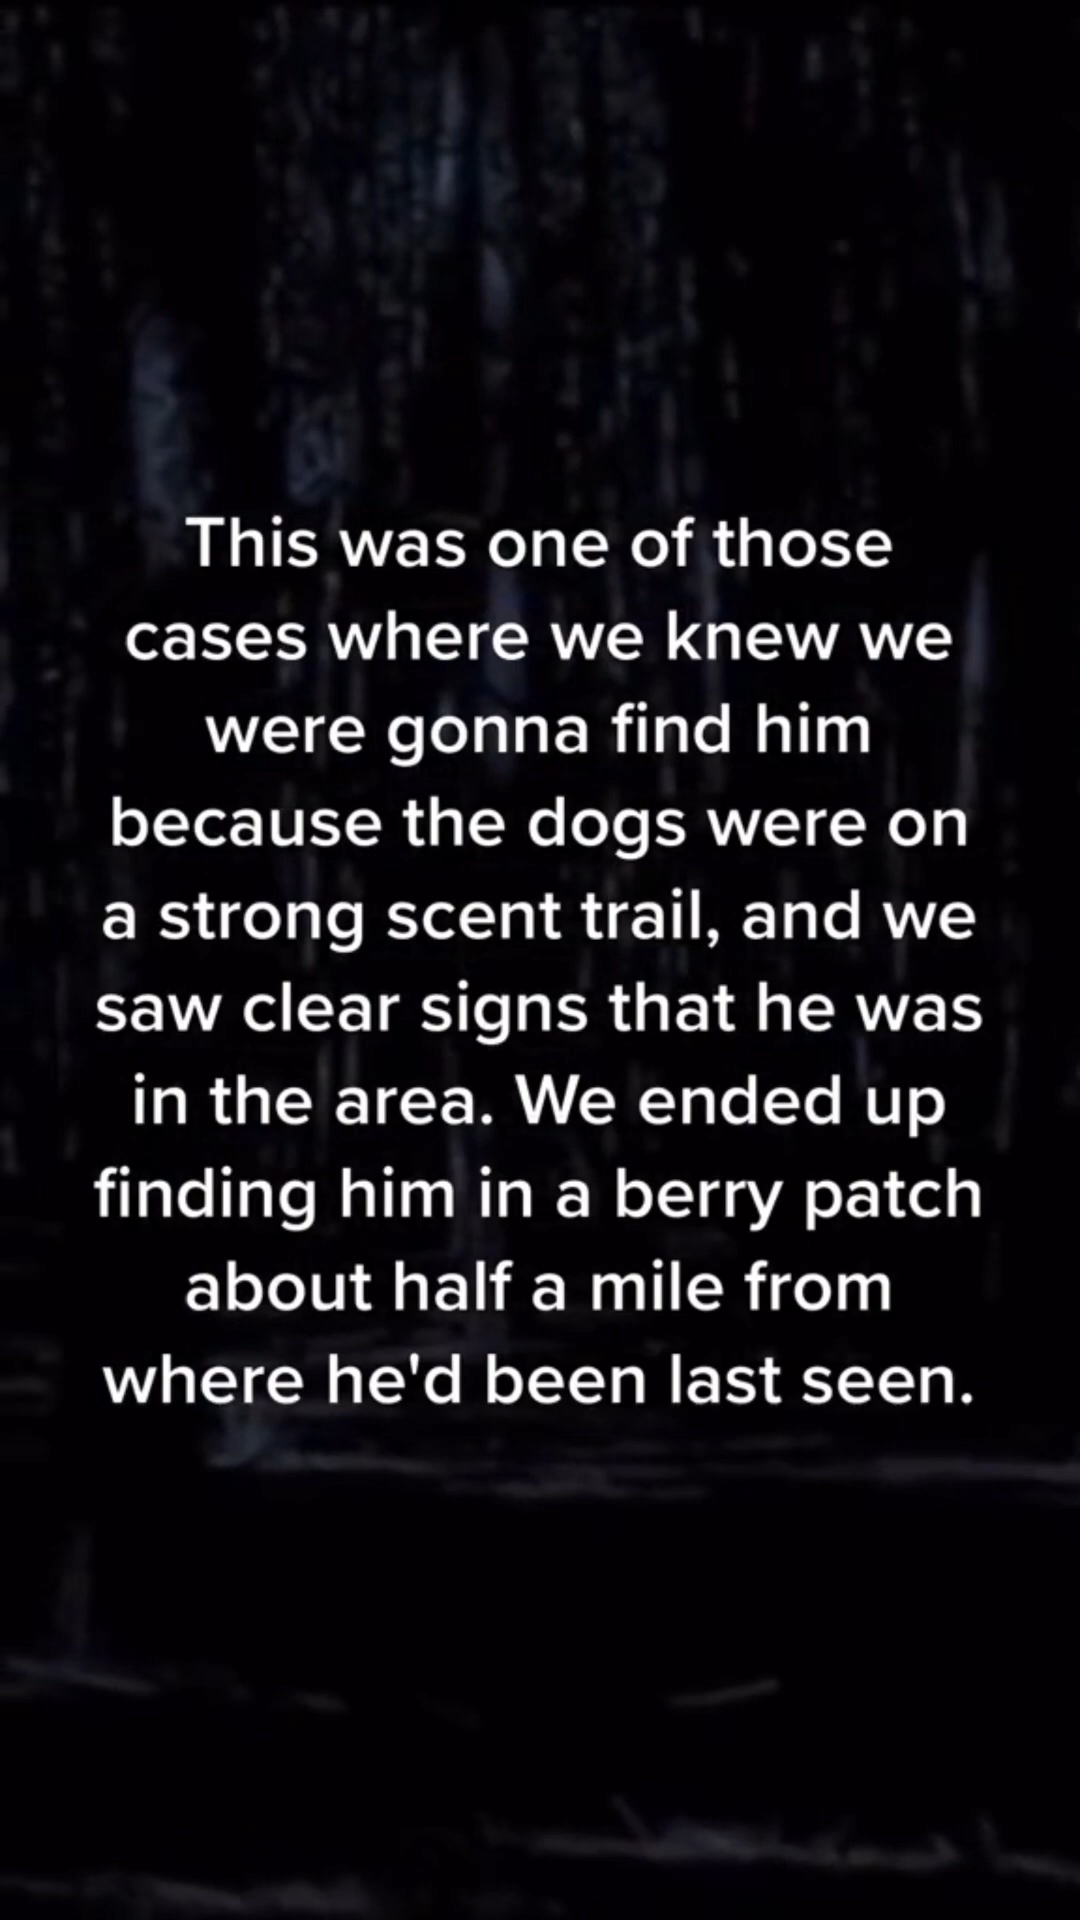 This was one of those
cases where we knew we
were gonna find him
because the dogs were on
a strong scent trail, and we
saw clear signs that he was
in the area. We ended up
finding him in a berry patch
about half a mile from
where he'd been last seen.